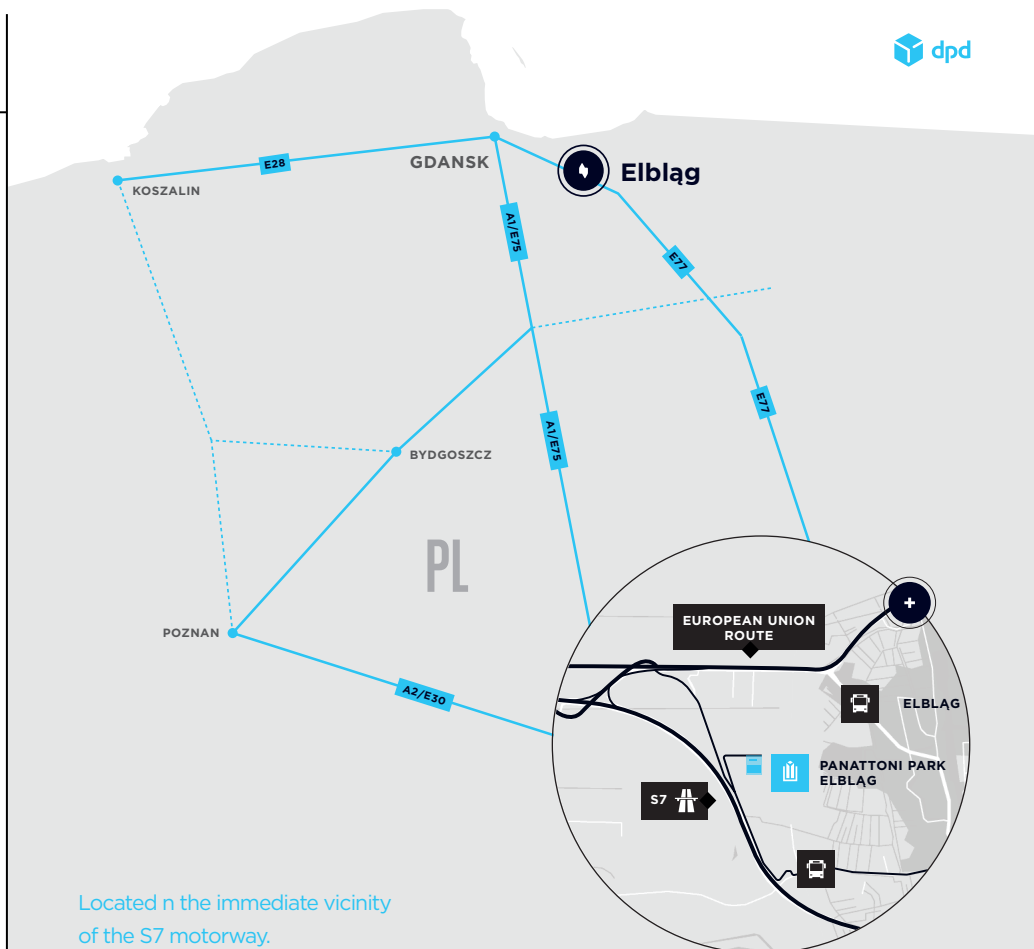 dpd
E28
GDANSK
Elbląg
KOSZALIN
A1/E75
E77
E77
A1/E75
BYDGOSZCZ
PL
POZNAN
A2/E30
EUROPEAN UNION
ROUTE
ELBLĄG
PANATTONI PARK
ELBLĄG
S7
Located n the immediate vicinity
of the S7 motorway.